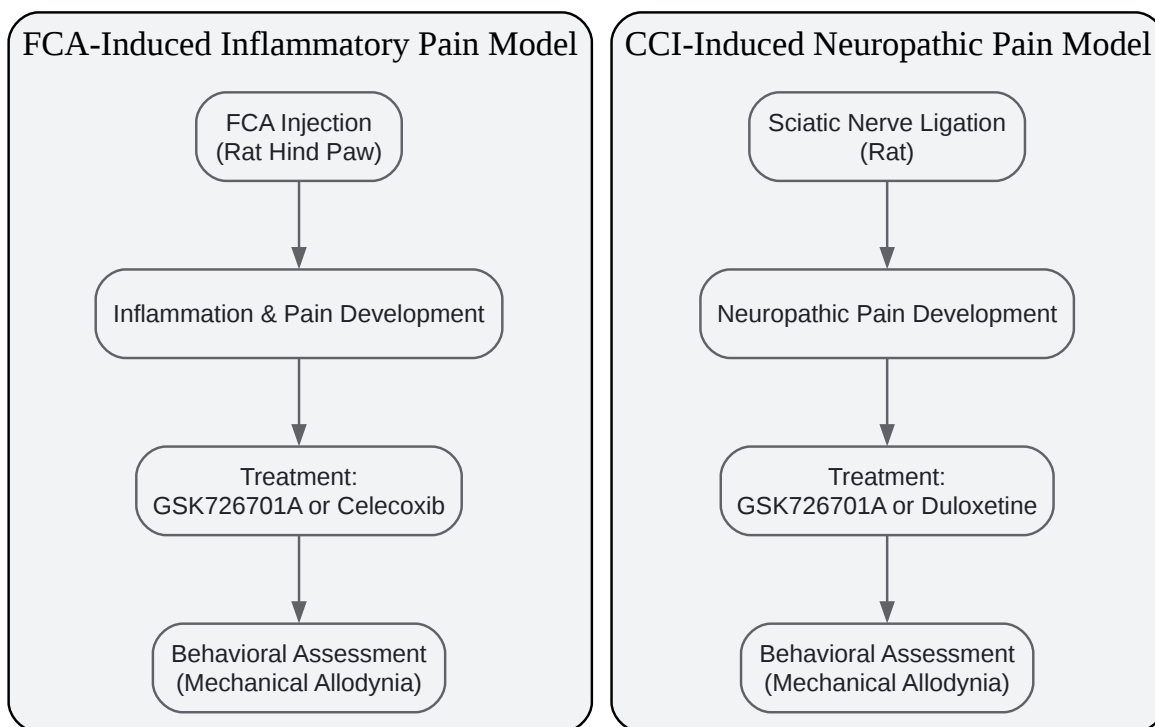 FCA-Induced Inflammatory Pain Model
FCA Injection
(Rat Hind Paw)
Inflammation & Pain Development
Treatment:
GSK726701A or Celecoxib
Behavioral Assessment
(Mechanical Allodynia)
CCI-Induced Neuropathic Pain Model
Sciatic Nerve Ligation
(Rat)
Neuropathic Pain Development
Treatment:
GSK726701A or Duloxetine
Behavioral Assessment
(Mechanical Allodynia)